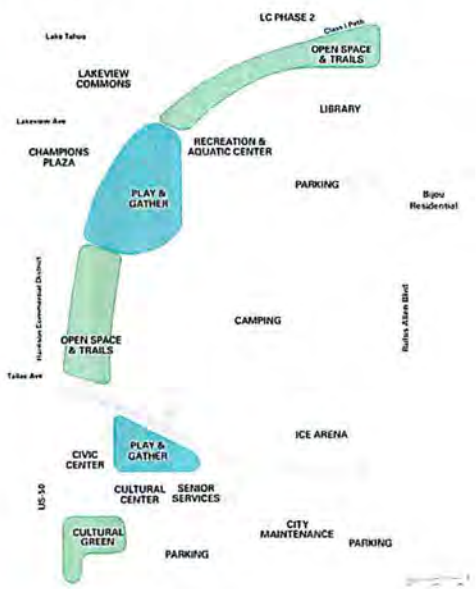 LC PHASE 2
Class I Path
Lake Tahoe
OPEN SPACE
& TRAILS
LAKEVIEW
COMMONS
LIBRARY
Lakeview Ave
RECREATION &
AQUATIC CENTER
CHAMPIONS
PLAZA
PARKING
PLAY &
GATHER
Bijou
Residential
Harrison Commercial District
Rufus Allen Blvd
CAMPING
OPEN SPACE
& TRAILS
Tallac Ave
ICE ARENA
PLAY &
GATHER
CIVIC
CENTER
CULTURAL
CENTER
SENIOR
SERVICES
US-50
CULTURAL
GREEN
CITY
MAINTENANCE
PARKING
PARKING